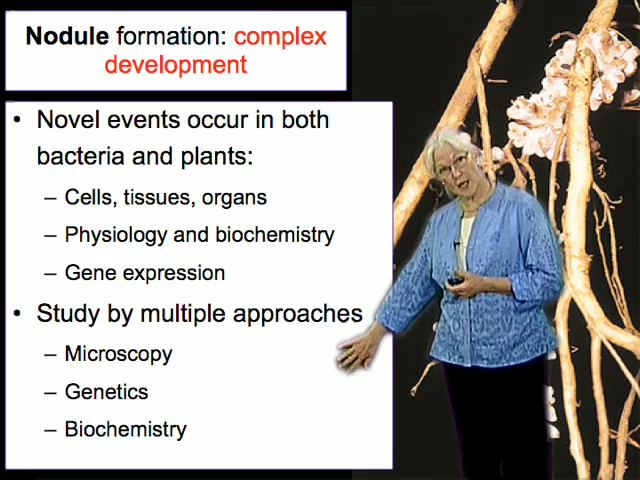 Nodule formation: complex
development
• Novel events occur in both
bacteria and plants:
– Cells, tissues, organs
– Physiology and biochemistry
– Gene expression
• Study by multiple approaches
– Microscopy
– Genetics
– Biochemistry